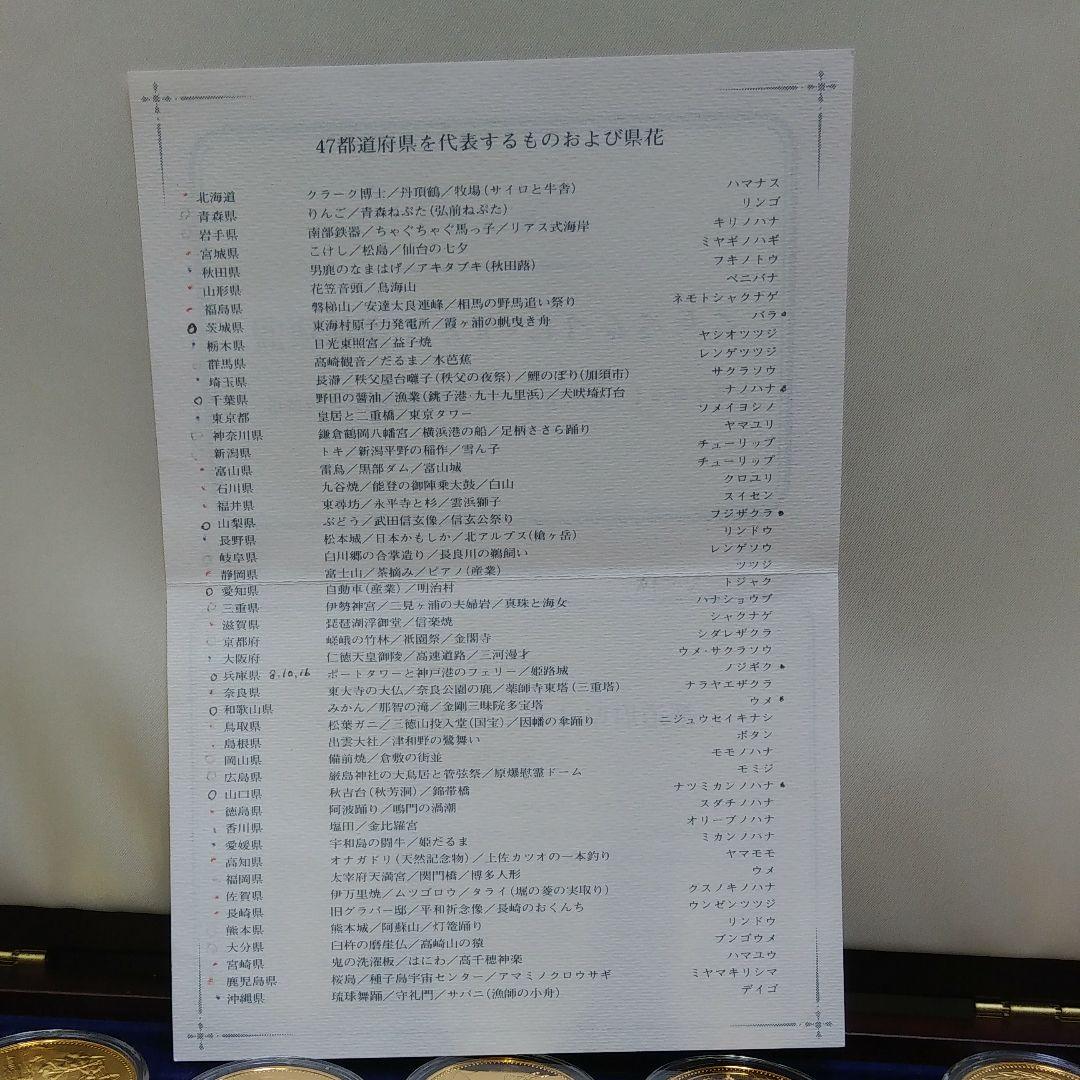 47都道府県を代表するものおよび県花
北海道 クラーク博士／丹頂鶴／牧場(サイロと牛舎) ハマナス
青森県 りんご／青森ねぷた(弘前ねぷた) リンゴ
岩手県 南部鉄器／ちゃぐちゃぐ馬っ子／リアス式海岸 キリノハナ
宮城県 こけし／松島／仙台の七夕 ミヤギノハギ
秋田県 男鹿のなまはげ／アキタブキ(秋田蕗) フキノトウ
山形県 花笠音頭／鳥海山 ベニバナ
福島県 磐梯山／安達太良連峰／相馬の野馬追い祭り ネモトシャクナゲ
茨城県 東海村原子力発電所／霞ヶ浦の帆曳き舟 バラ
栃木県 日光東照宮／益子焼 ヤシオツツジ
群馬県 高崎観音／だるま／水芭蕉 レンゲツツジ
埼玉県 長瀞／秩父屋台囃子(秩父の夜祭)／鯉のぼり(加須市) サクラソウ
千葉県 野田の醤油／漁業(銚子港·九十九里浜)／犬吠埼灯台 ナノハナ
東京都 皇居と二重橋／東京タワー ソメイヨシノ
神奈川県 鎌倉鶴岡八幡宮／横浜港の船／足柄ささら踊り ヤマユリ
新潟県 トキ／新潟平野の稲作／雪ん子 チューリップ
富山県 雷鳥／黒部ダム／富山城 チューリップ
石川県 九谷焼／能登の御陣乗太鼓／白山 クロユリ
福井県 東尋坊／永平寺と杉／雲浜獅子 スイセン
山梨県 ぶどう／武田信玄像／信玄公祭り フジザクラ
長野県 松本城／日本かもしか／北アルプス(槍ヶ岳) リンドウ
岐阜県 白川郷の合掌造り／長良川の鵜飼い レンゲソウ
静岡県 富士山／茶摘み／ピアノ(産業) ツツジ
愛知県 自動車(産業)／明治村 トジャク
三重県 伊勢神宮／二見ヶ浦の夫婦岩／真珠と海女 ハナショウブ
滋賀県 琵琶湖浮御堂／信楽焼 シャクナゲ
京都府 嵯峨の竹林／祇園祭／金閣寺 シダレザクラ
大阪府 仁徳天皇御陵／高速道路／三河漫才 ウメ·サクラソウ
兵庫県 8,10,16 ポートタワーと神戸港のフェリー／姫路城 ノジギク
奈良県 東大寺の大仏／奈良公園の鹿／薬師寺東塔(三重塔) ナラヤエザクラ
和歌山県 みかん／那智の滝／金剛三昧院多宝塔 ウメ
鳥取県 松葉ガニ／三徳山投入堂(国宝)／因幡の傘踊り ニジュウセイキナシ
島根県 出雲大社／津和野の鷺舞い ボタン
岡山県 備前焼／倉敷の街並 モモノハナ
広島県 厳島神社の大鳥居と管弦祭／原爆慰霊ドーム モミジ
山口県 秋吉台(秋芳洞)／錦帯橋 ナツミカンノハナ
徳島県 阿波踊り／鳴門の渦潮 スダチノハナ
香川県 塩田／金比羅宮 オリーブノハナ
愛媛県 宇和島の闘牛／姫だるま ミカンノハナ
高知県 オナガドリ(天然記念物)／土佐カツオの一本釣り ヤマモモ
福岡県 太宰府天満宮／関門橋／博多人形 ウメ
佐賀県 伊万里焼／ムツゴロウ／タライ(堀の菱の実取り) クスノキノハナ
長崎県 旧グラバー邸／平和祈念像／長崎のおくんち ウンゼンツツジ
熊本県 熊本城／阿蘇山／灯篭踊り リンドウ
大分県 臼杵の磨崖仏／高崎山の猿 ブンゴウメ
宮崎県 鬼の洗濯板／はにわ／高千穂神楽 ハマユウ
鹿児島県 桜島／種子島宇宙センター／アマミノクロウサギ ミヤマキリシマ
沖縄県 琉球舞踊／守礼門／サバニ(漁師の小舟) デイゴ